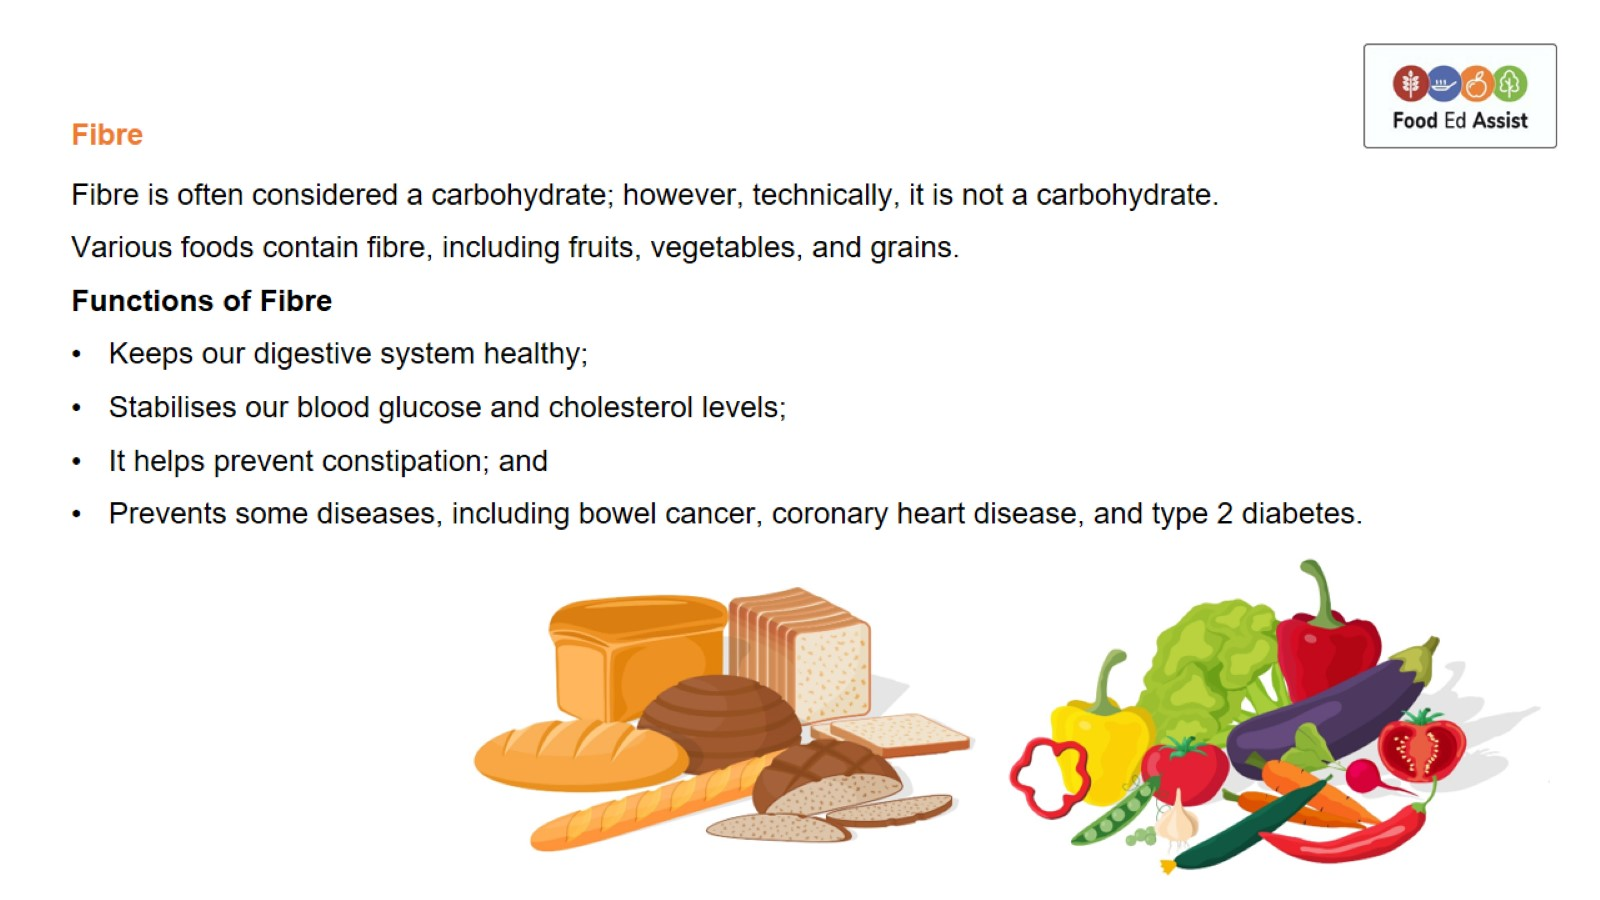 Food Ed Assist
Fibre
Fibre is often considered a carbohydrate; however, technically, it is not a carbohydrate.
Various foods contain fibre, including fruits, vegetables, and grains.
Functions of Fibre
• Keeps our digestive system healthy;
• Stabilises our blood glucose and cholesterol levels;
• It helps prevent constipation; and
• Prevents some diseases, including bowel cancer, coronary heart disease, and type 2 diabetes.